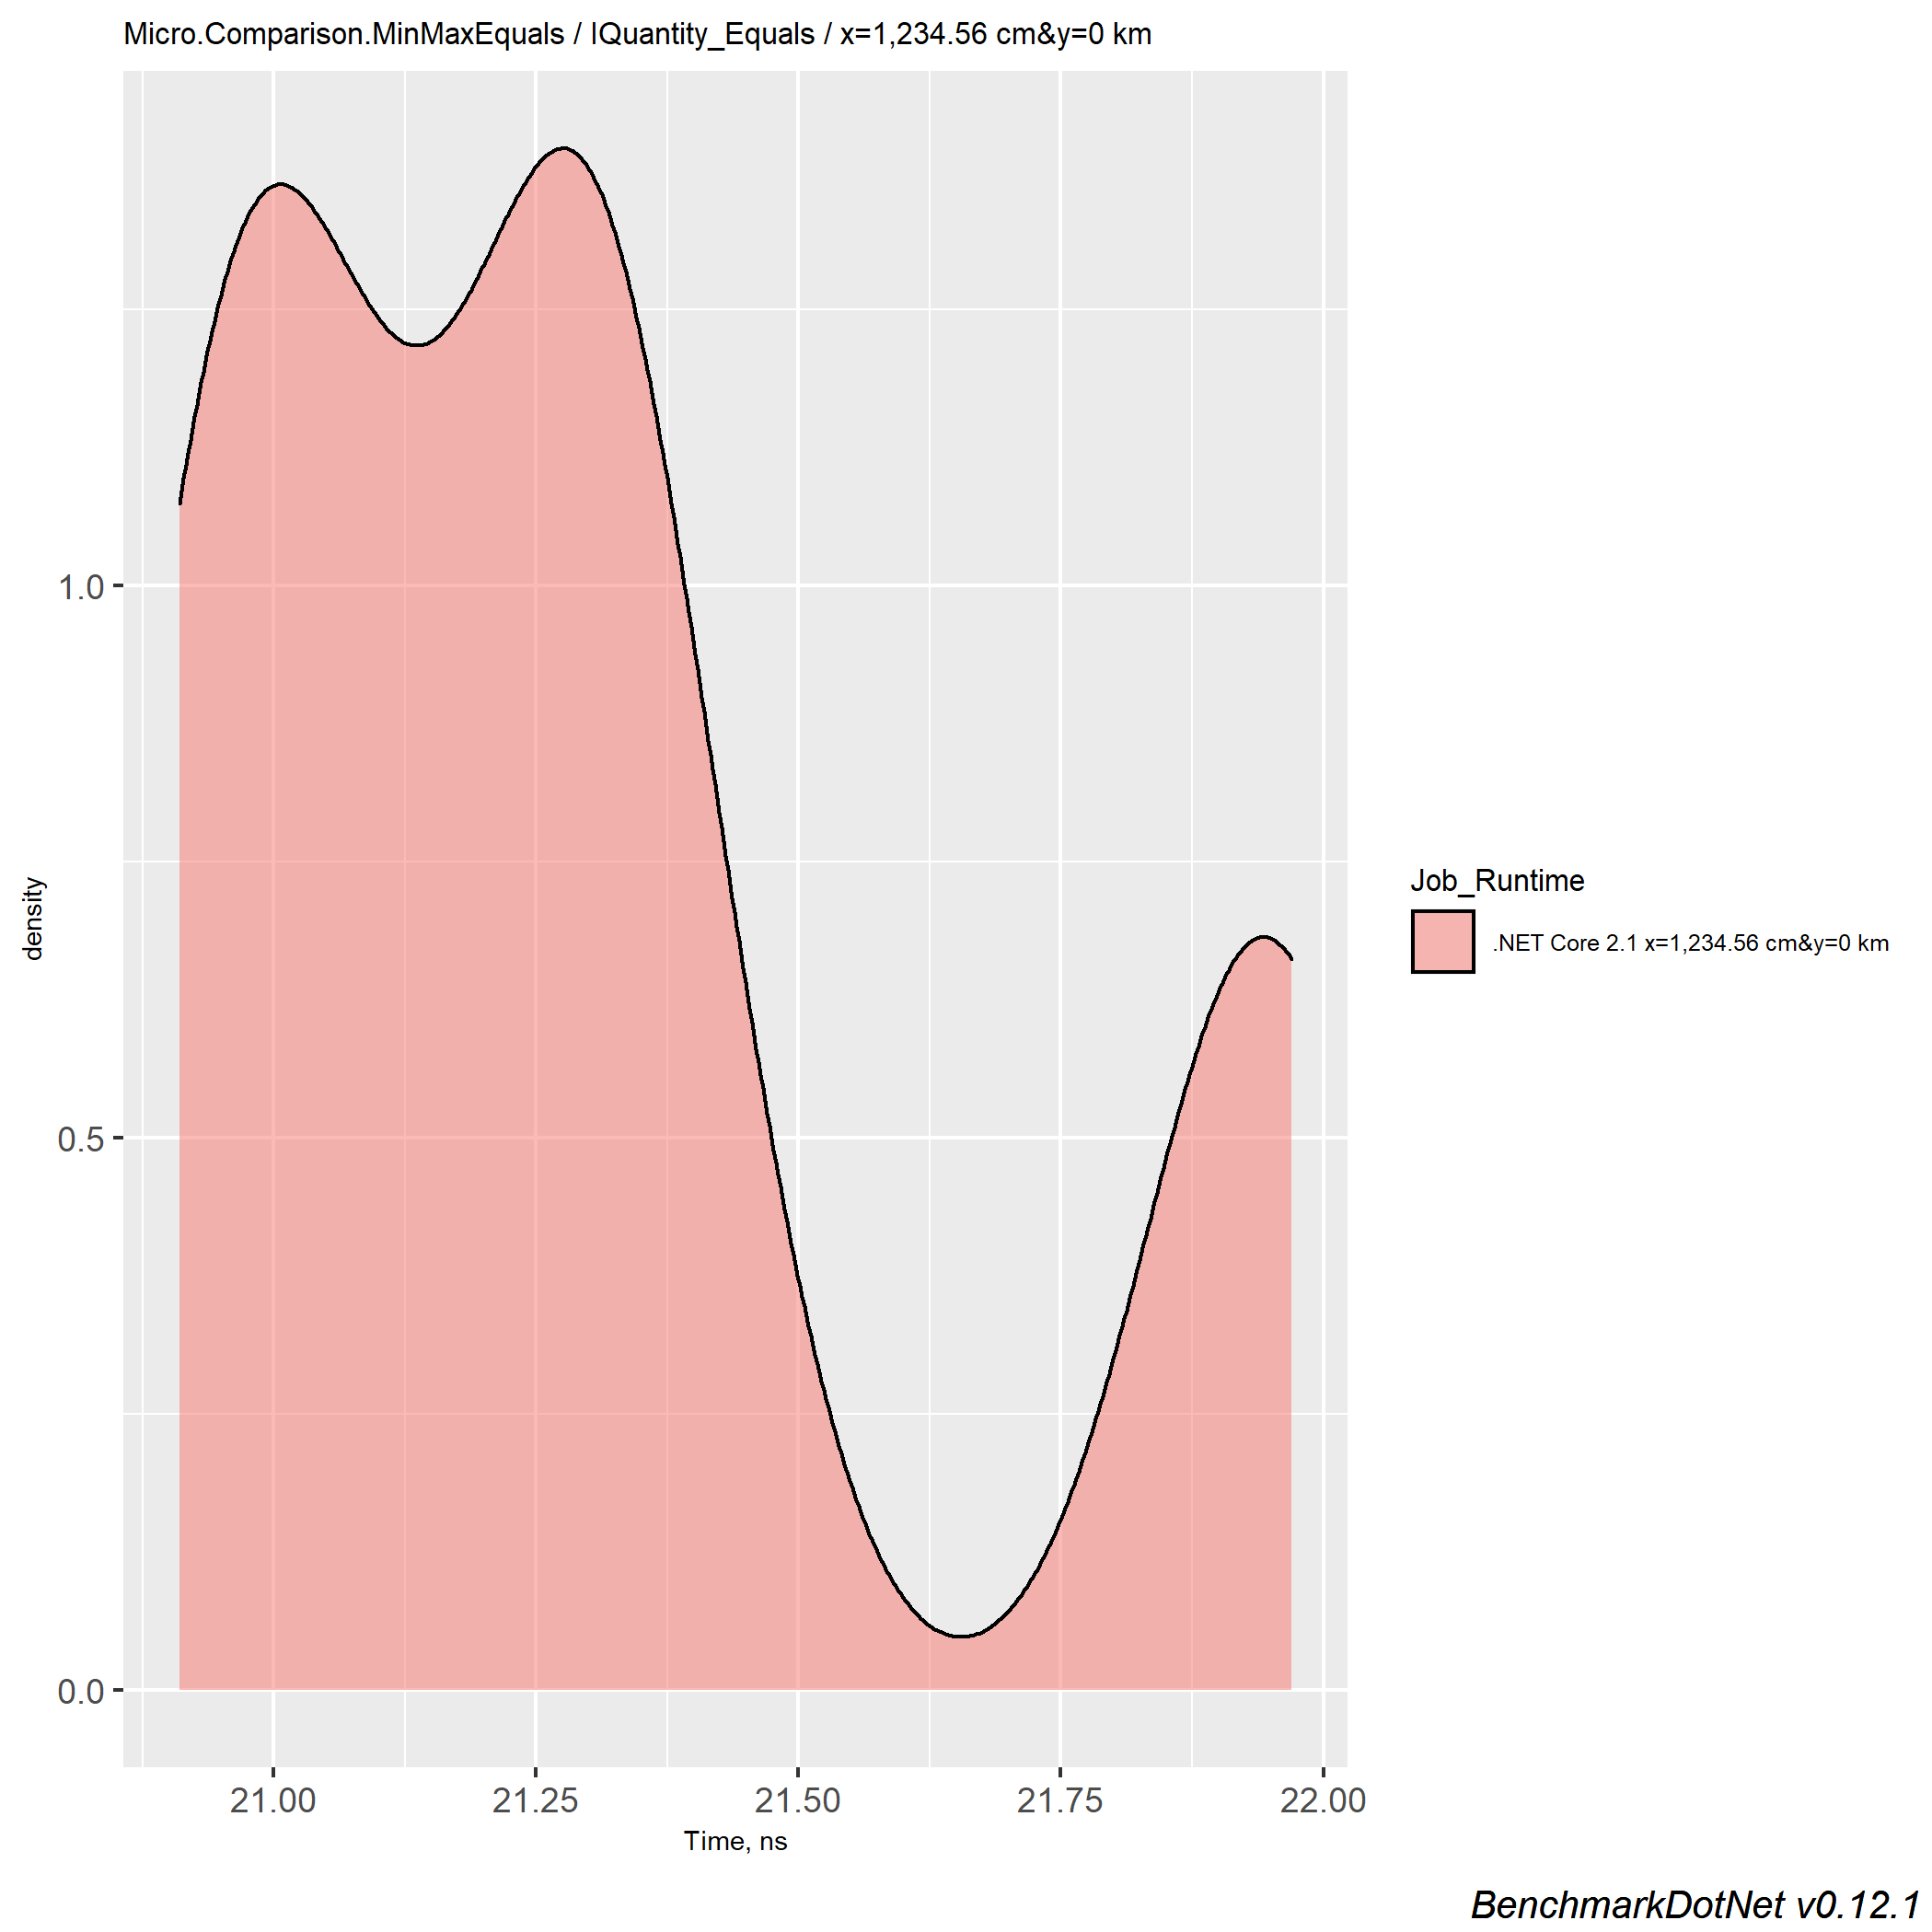 Micro.Comparison.MinMaxEquals / IQuantity_Equals / x=1,234.56 cm&y=0 km
1.0
0.5
0.0
density
21.00 21.25 21.50 21.75 22.00
Time, ns
Job_Runtime
.NET Core 2.1 x=1,234.56 cm&y=0 km
BenchmarkDotNet v0.12.1